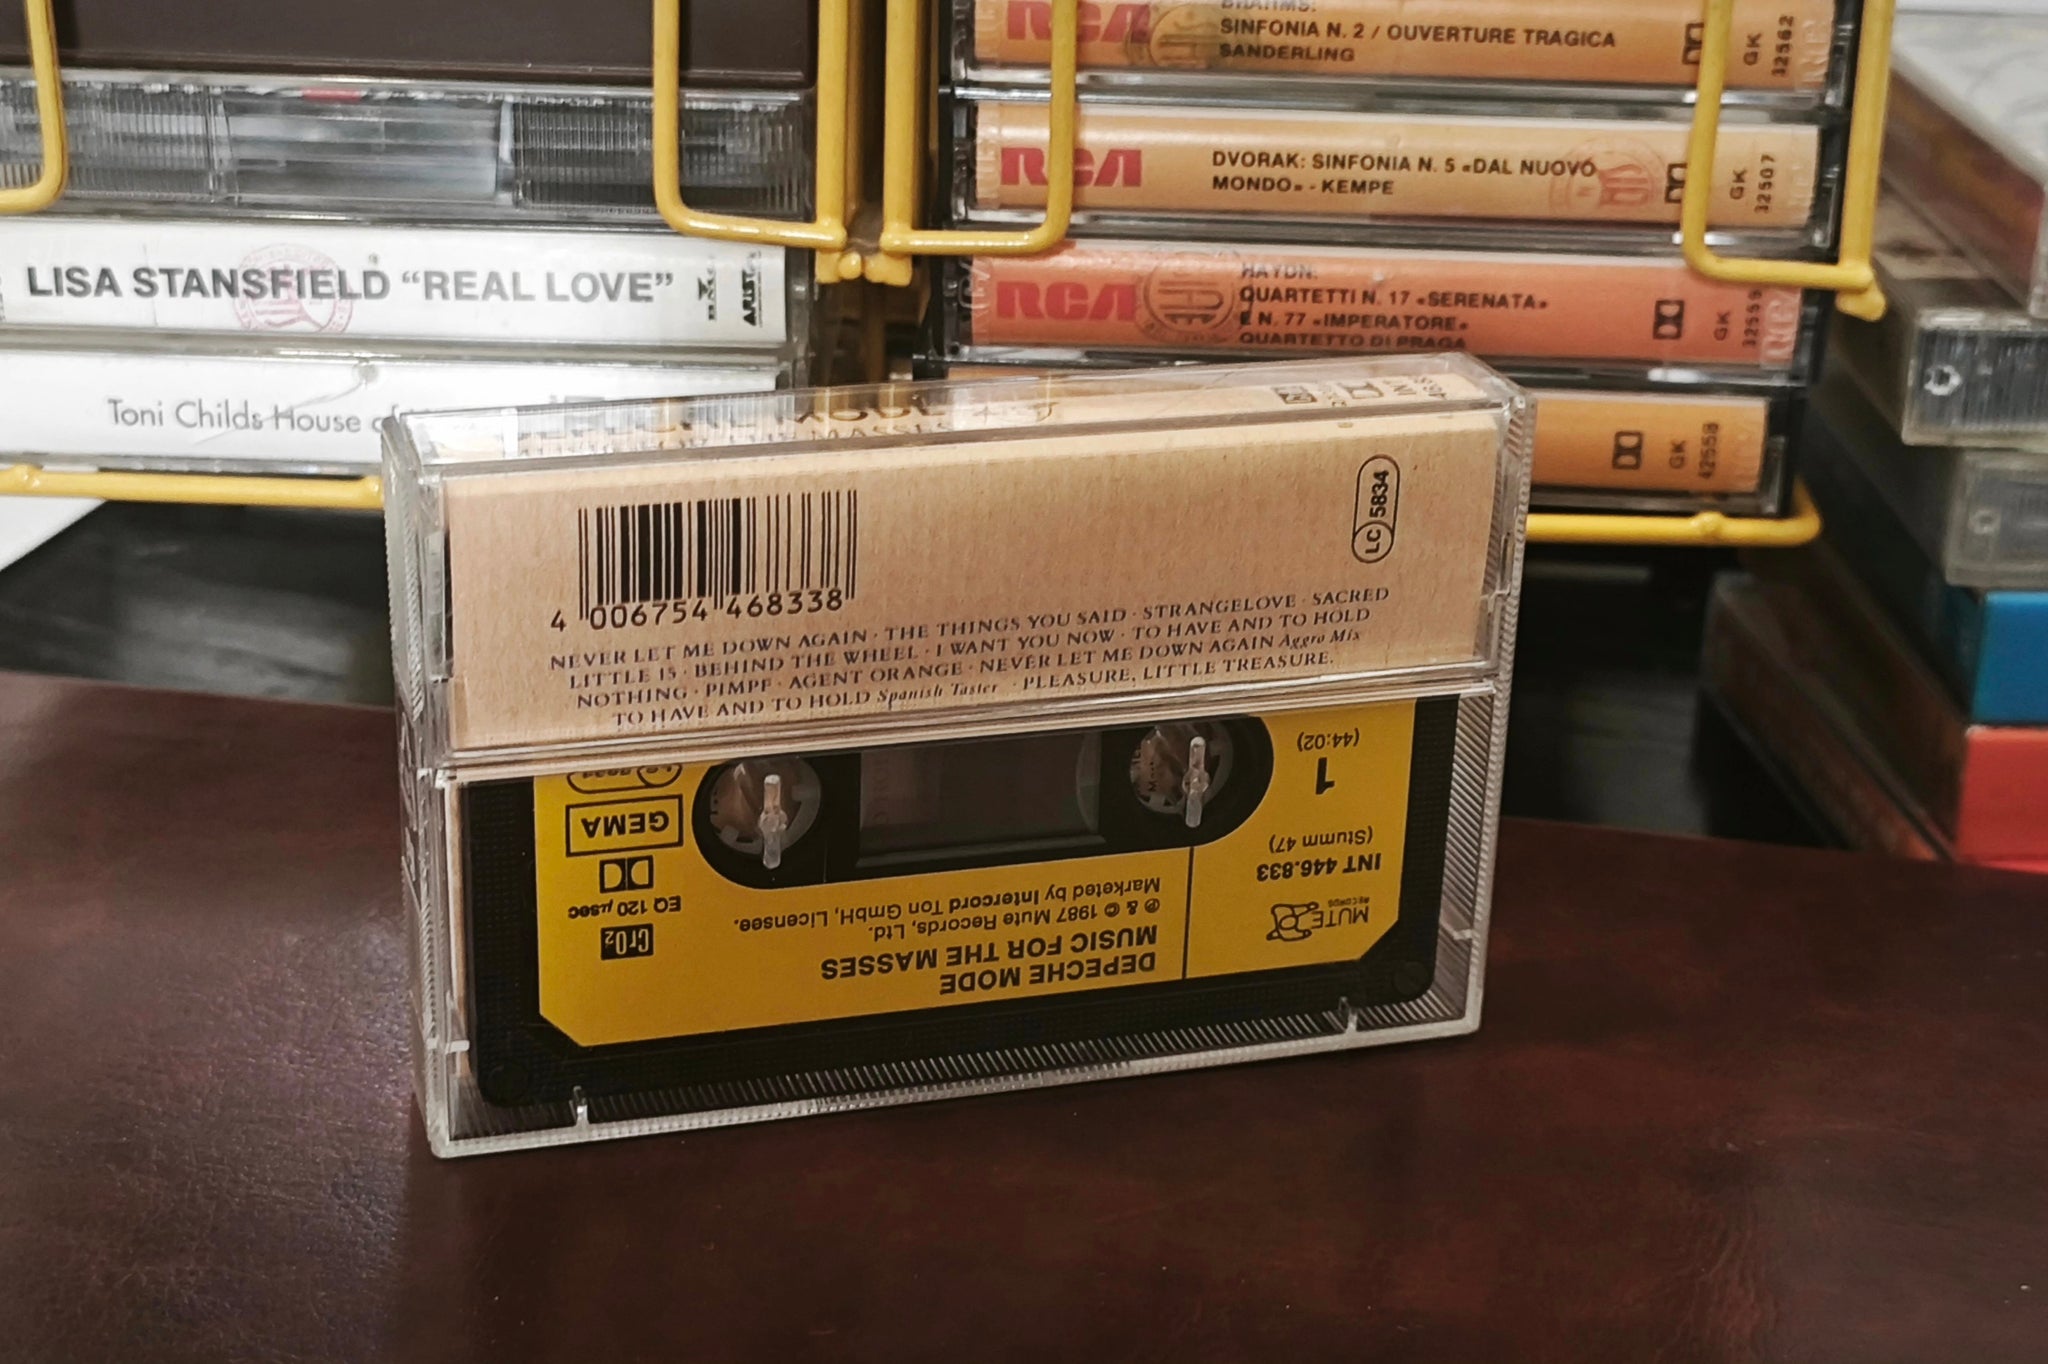 LISA STANSFIELD “REAL LOVE”
Toni Childs House
RCA
BRAHMS:
SINFONIA N. 2 / OUVERTURE TRAGICA
SANDERLING
GK
32562
RCA
DVORAK: SINFONIA N. 5 «DAL NUOVO
MONDO» - KEMPE
GK
32507
RCA
HAYDN:
QUARTETTI N. 17 «SERENATA»
E N. 77 «IMPERATORE»
QUARTETTO DI PRAGA
GK
GK
42558
MODE
MASSES
LC 5834
4 006754 468338
NEVER LET ME DOWN AGAIN · THE THINGS YOU SAID · STRANGELOVE · SACRED
LITTLE 15 · BEHIND THE WHEEL · I WANT YOU NOW · TO HAVE AND TO HOLD
NOTHING · PIMPF · AGENT ORANGE · NEVER LET ME DOWN AGAIN Aggro Mix
TO HAVE AND TO HOLD Spanish Taster · PLEASURE, LITTLE TREASURE.
DEPECHE MODE
MUSIC FOR THE MASSES
℗ & © 1987 Mute Records, Ltd.
Marketed by Intercord Ton GmbH, Licensee.
MUTE
RECORDS
INT 446.833
(Stumm 47)
1
(44:02)
CrO2
EQ 120 µsec
GEMA